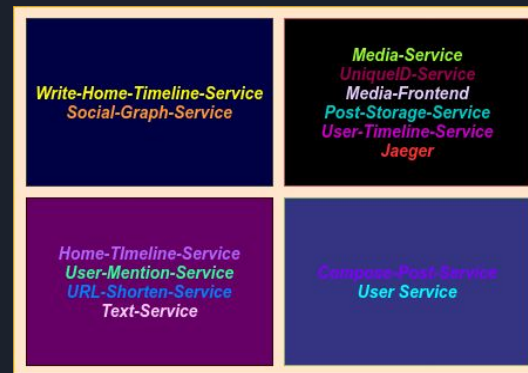 Write-Home-Timeline-Service
Social-Graph-Service
Media-Service
UniqueID-Service
Media-Frontend
Post-Storage-Service
User-Timeline-Service
Jaeger
Home-TImeline-Service
User-Mention-Service
URL-Shorten-Service
Text-Service
Compose-Post-Service
User Service